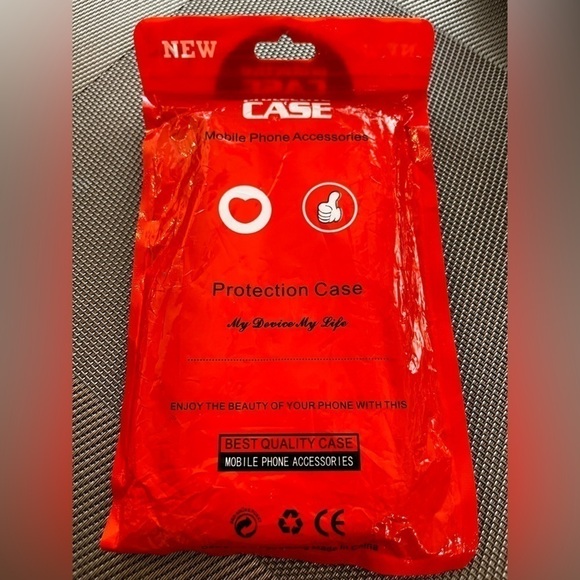 NEW
CASE
Mobile Phone Accessories
Protection Case
My Device My Life
ENJOY THE BEAUTY OF YOUR PHONE WITH THIS
BEST QUALITY CASE
MOBILE PHONE ACCESSORIES
CE